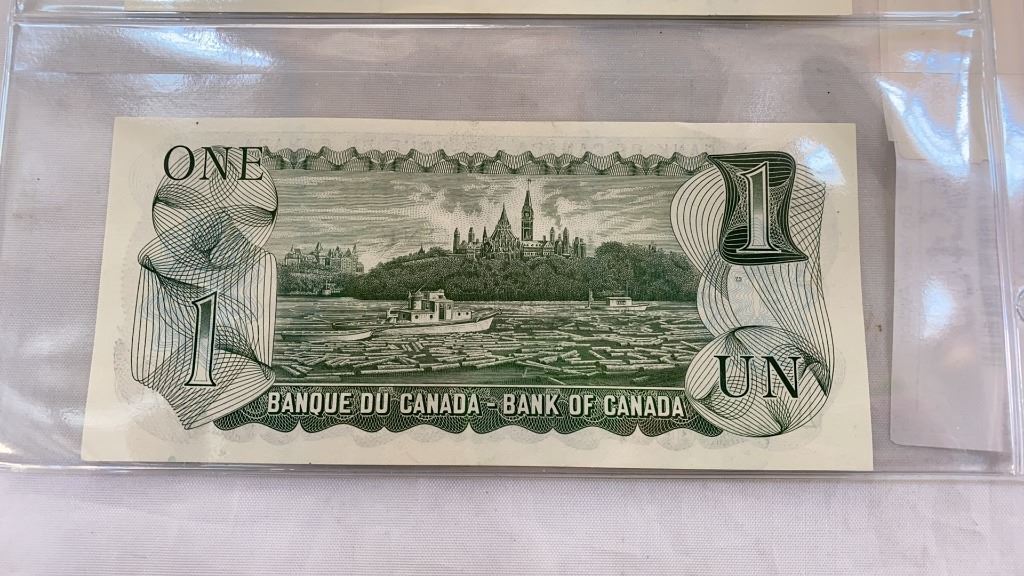 ONE
1
1
UN
BANQUE DU CANADA - BANK OF CANADA